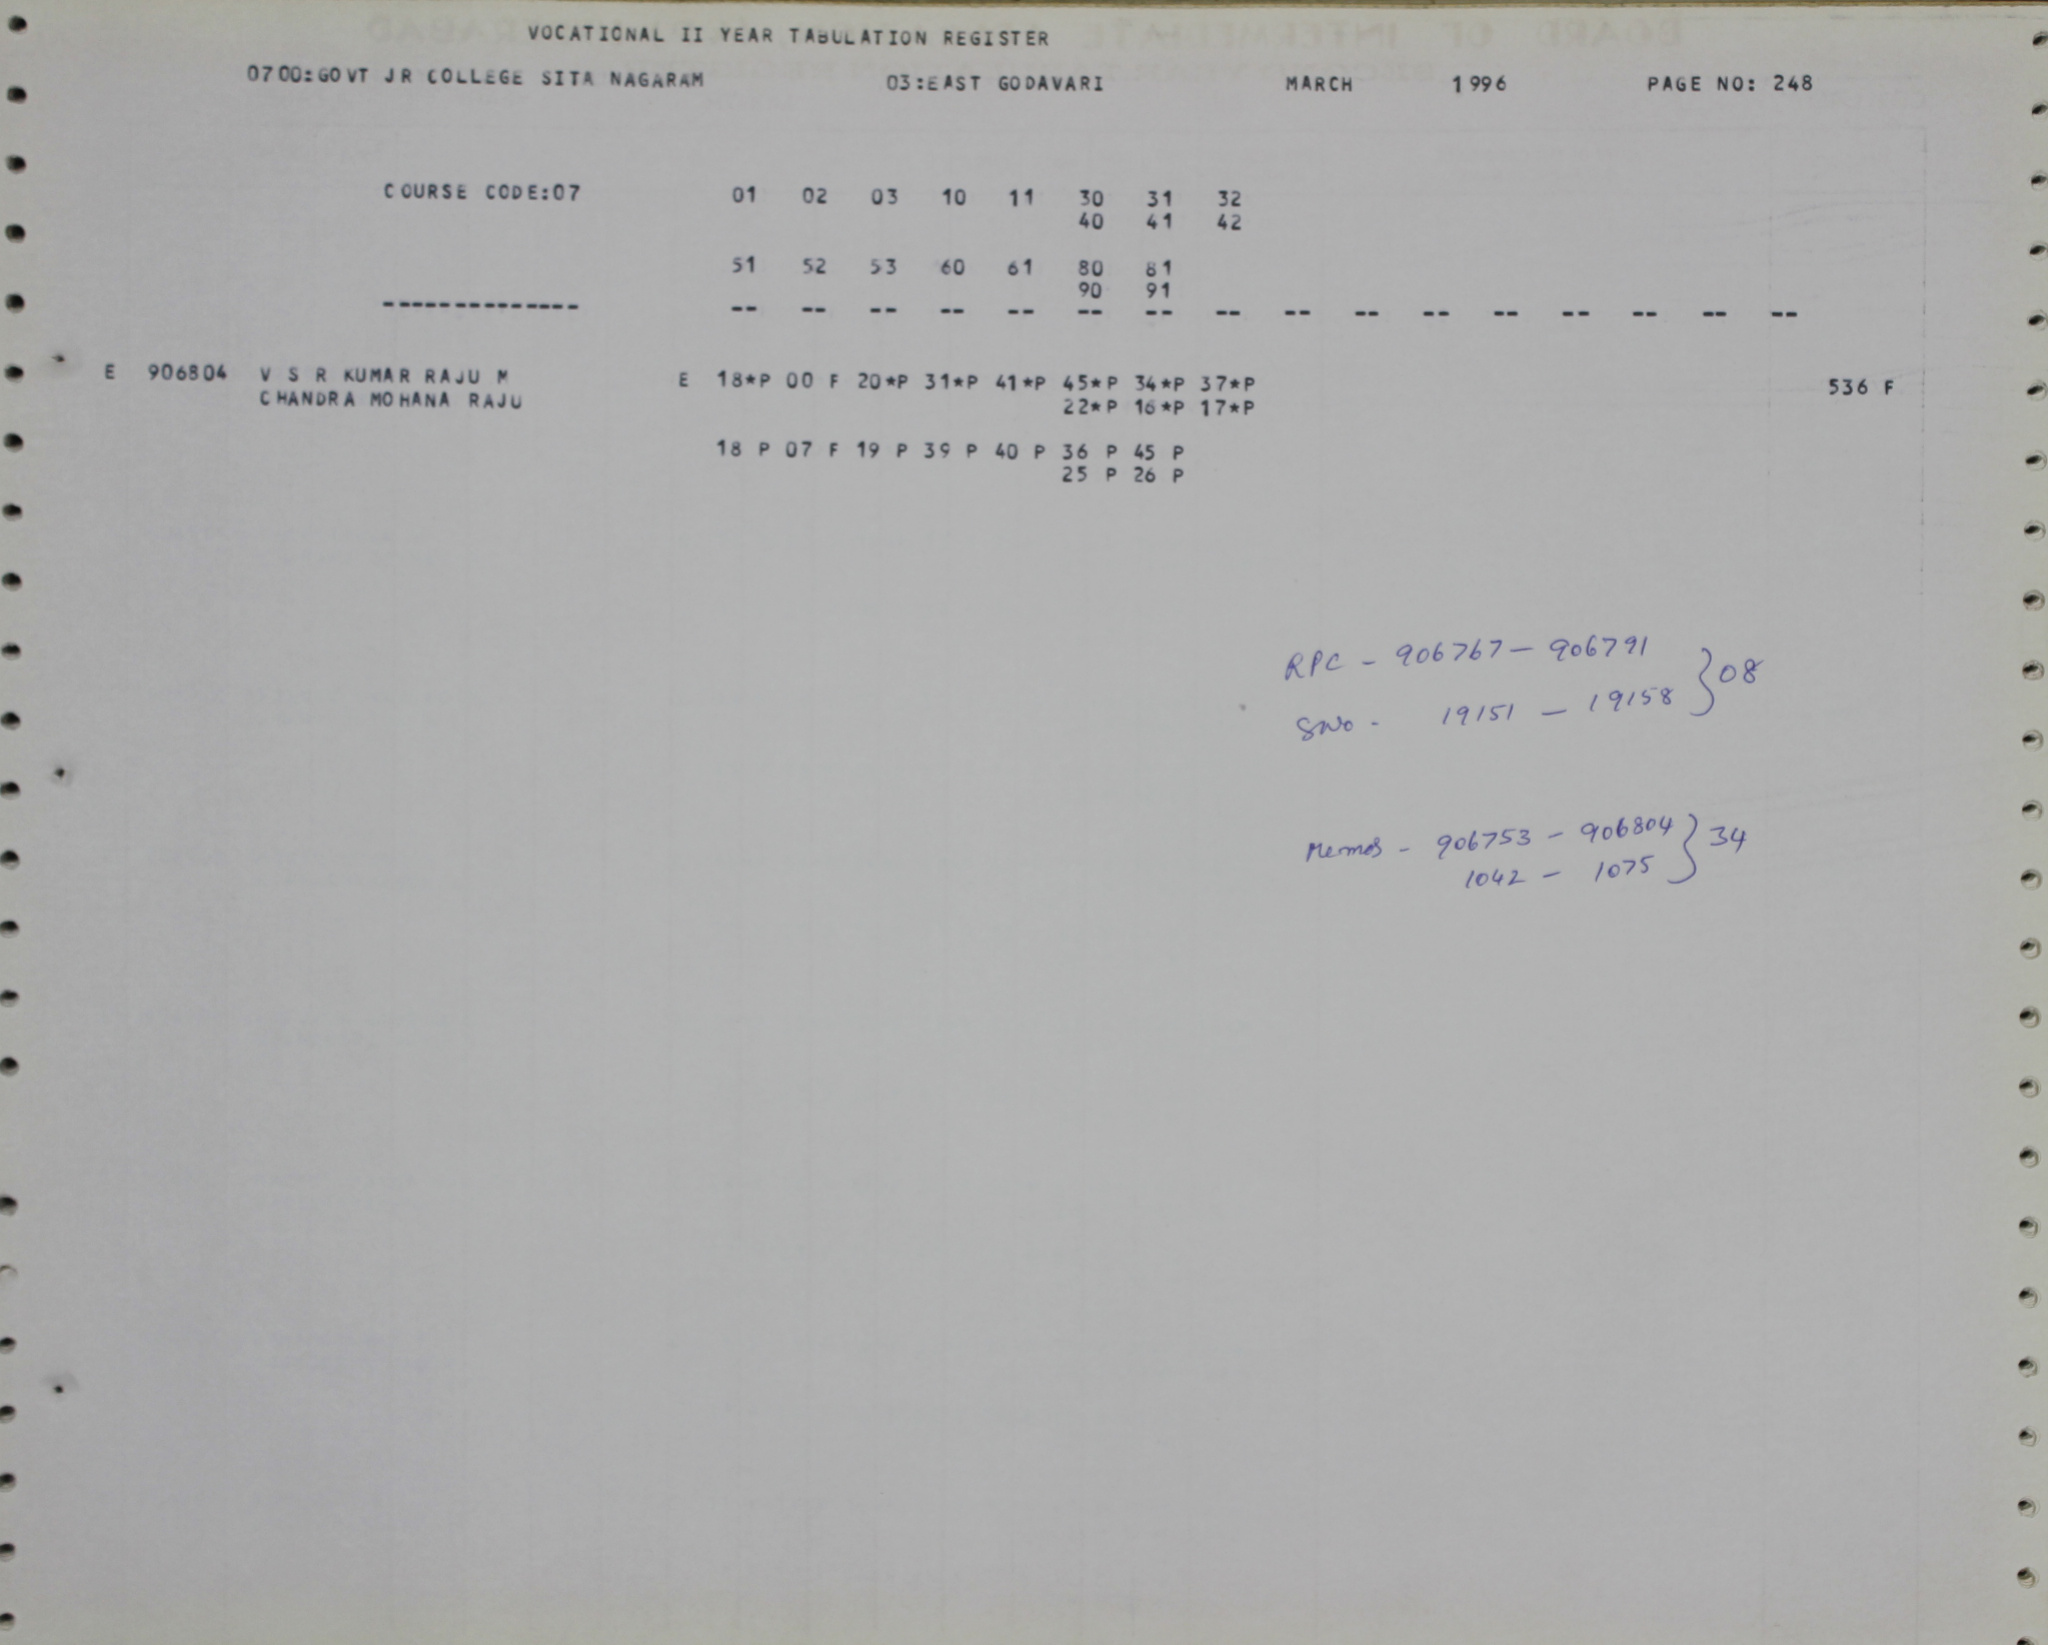 VOCATIONAL II YEAR TABULATION REGISTER
0700:GOVT JR COLLEGE SITA NAGARAM 03:EAST GODAVARI MARCH 1996 PAGE NO: 248
COURSE CODE:07 01 02 03 10 11 30 31 32
40 41 42
51 52 53 60 61 80 81
90 91
-------------- -- -- -- -- -- -- -- -- -- -- -- -- -- -- -- --
E 906804 V S R KUMAR RAJU M E 18*P 00 F 20*P 31*P 41*P 45*P 34*P 37*P 536 F
CHANDRA MOHANA RAJU 22*P 16*P 17*P
18 P 07 F 19 P 39 P 40 P 36 P 45 P
25 P 26 P
RPC - 906767 - 906791 } 08
SNo - 19151 - 19158
Memos - 906753 - 906804 } 34
1042 - 1075